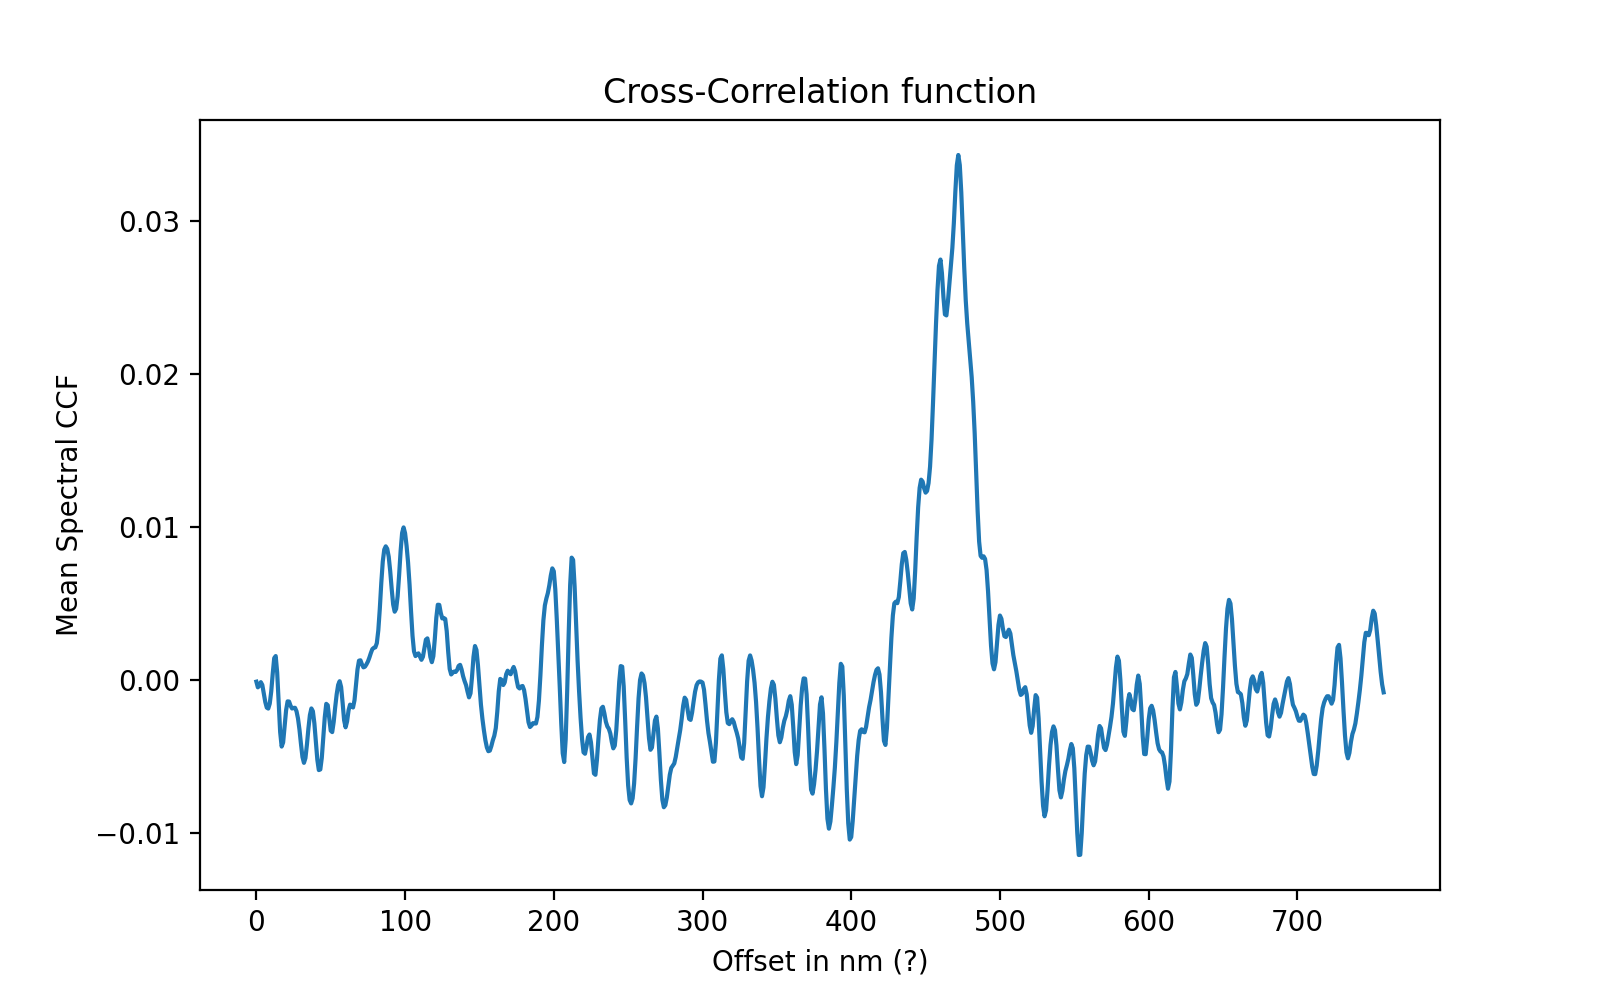 Cross-Correlation function
Mean Spectral CCF
0.03
0.02
0.01
0.00
−0.01
0 100 200 300 400 500 600 700
Offset in nm (?)